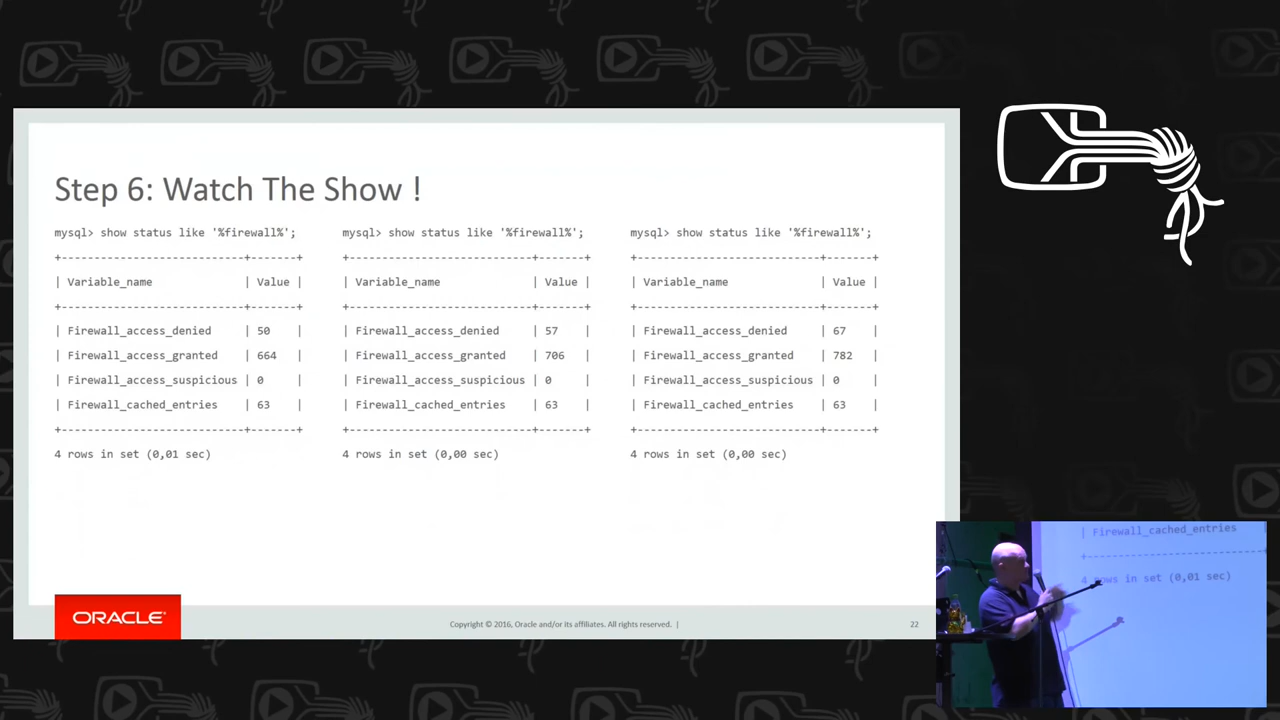 Step 6: Watch The Show !
mysql> show status like '%firewall%';
+--------------------------+-------+
| Variable_name | Value |
+--------------------------+-------+
| Firewall_access_denied | 50 |
| Firewall_access_granted | 664 |
| Firewall_access_suspicious | 0 |
| Firewall_cached_entries | 63 |
+--------------------------+-------+
4 rows in set (0,01 sec)
mysql> show status like '%firewall%';
+--------------------------+-------+
| Variable_name | Value |
+--------------------------+-------+
| Firewall_access_denied | 57 |
| Firewall_access_granted | 706 |
| Firewall_access_suspicious | 0 |
| Firewall_cached_entries | 63 |
+--------------------------+-------+
4 rows in set (0,00 sec)
mysql> show status like '%firewall%';
+--------------------------+-------+
| Variable_name | Value |
+--------------------------+-------+
| Firewall_access_denied | 67 |
| Firewall_access_granted | 782 |
| Firewall_access_suspicious | 0 |
| Firewall_cached_entries | 63 |
+--------------------------+-------+
4 rows in set (0,00 sec)
ORACLE®
Copyright © 2016, Oracle and/or its affiliates. All rights reserved. |
22
| Firewall_cached_entries
+--------------------------
4 rows in set (0,01 sec)